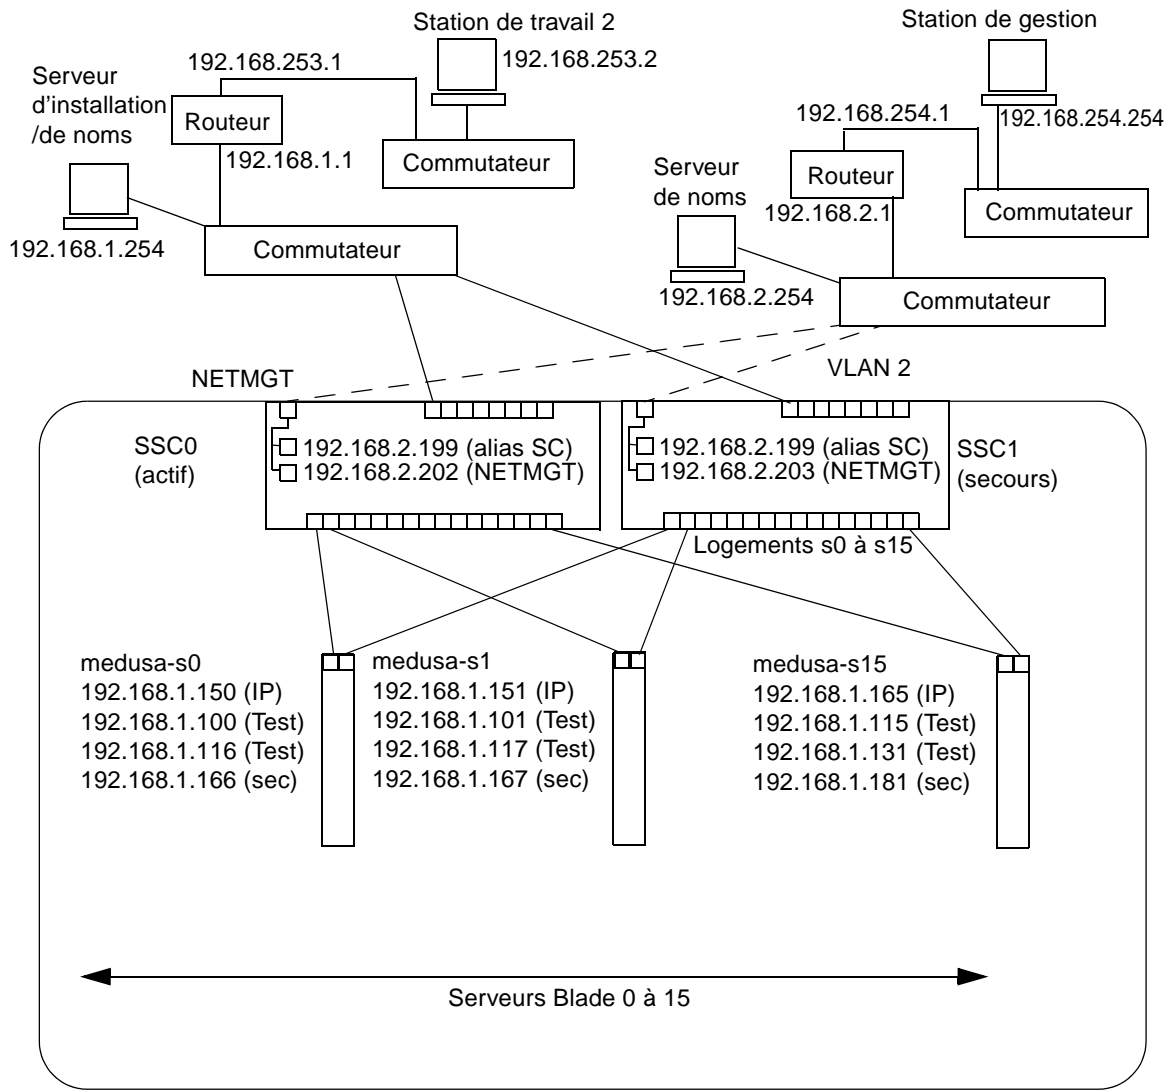 Station de travail 2
192.168.253.2
192.168.253.1
Serveur
d'installation
/de noms
Routeur
192.168.1.1
Commutateur
192.168.1.254
Commutateur
Station de gestion
192.168.254.1
192.168.254.254
Serveur
de noms
Routeur
192.168.2.1
Commutateur
192.168.2.254
Commutateur
NETMGT
VLAN 2
SSC0
(actif)
192.168.2.199 (alias SC)
192.168.2.202 (NETMGT)
192.168.2.199 (alias SC)
192.168.2.203 (NETMGT)
SSC1
(secours)
Logements s0 à s15
medusa-s0
192.168.1.150 (IP)
192.168.1.100 (Test)
192.168.1.116 (Test)
192.168.1.166 (sec)
medusa-s1
192.168.1.151 (IP)
192.168.1.101 (Test)
192.168.1.117 (Test)
192.168.1.167 (sec)
medusa-s15
192.168.1.165 (IP)
192.168.1.115 (Test)
192.168.1.131 (Test)
192.168.1.181 (sec)
Serveurs Blade 0 à 15